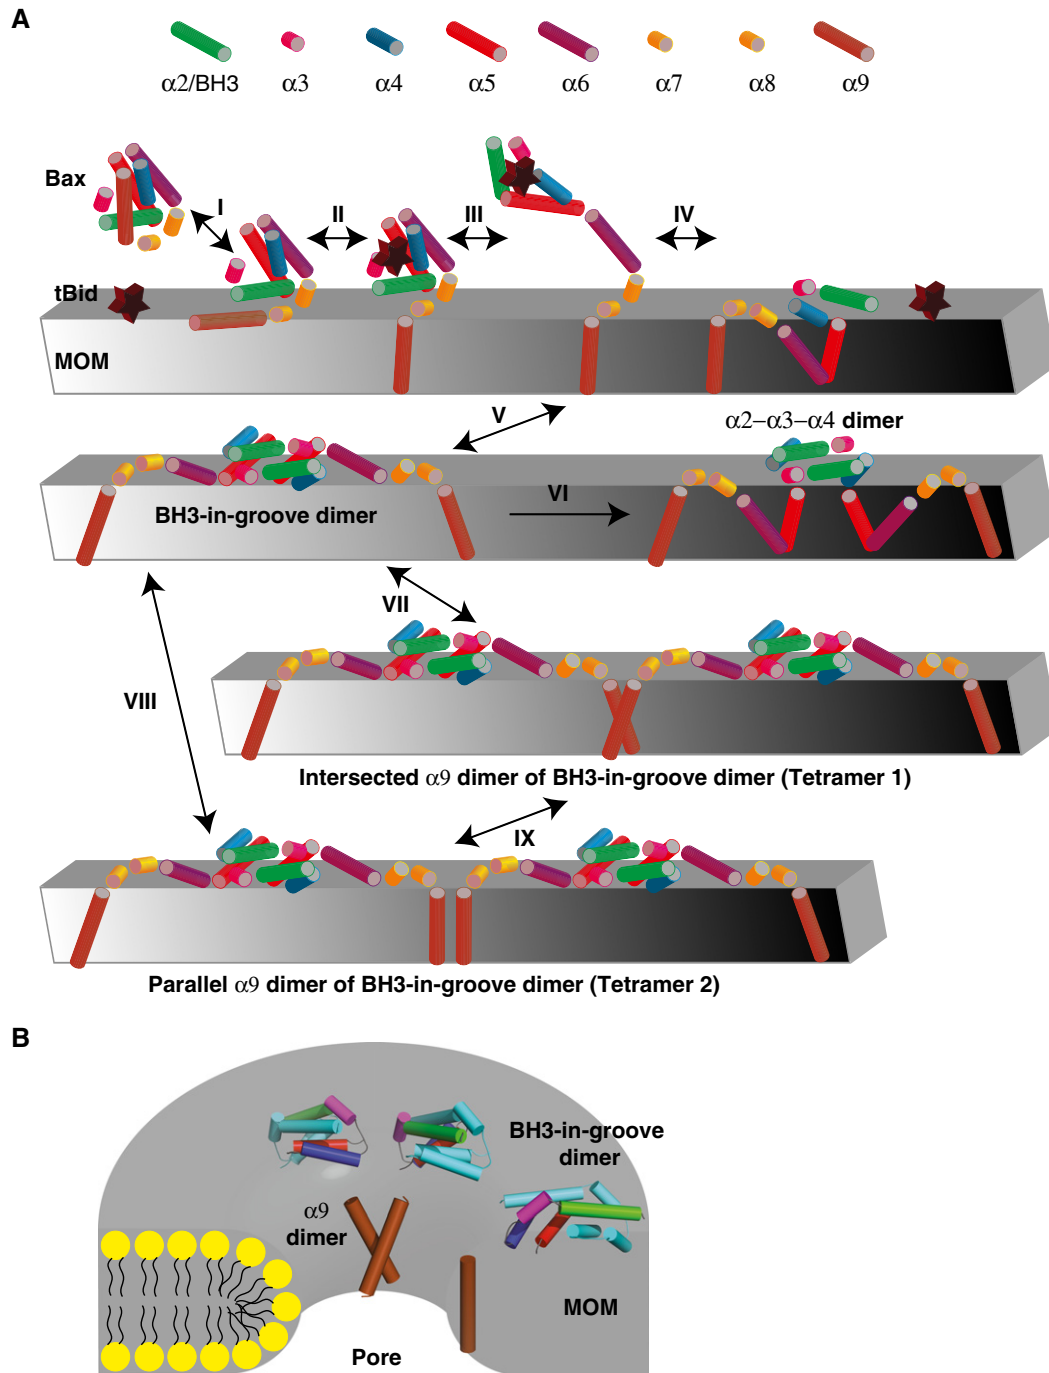 A
α2/BH3 α3 α4 α5 α6 α7 α8 α9
Bax
I
II
III
IV
tBid
MOM
V
α2–α3–α4 dimer
BH3-in-groove dimer
VI
VII
VIII
Intersected α9 dimer of BH3-in-groove dimer (Tetramer 1)
IX
Parallel α9 dimer of BH3-in-groove dimer (Tetramer 2)
B
BH3-in-groove
dimer
α9
dimer
MOM
Pore